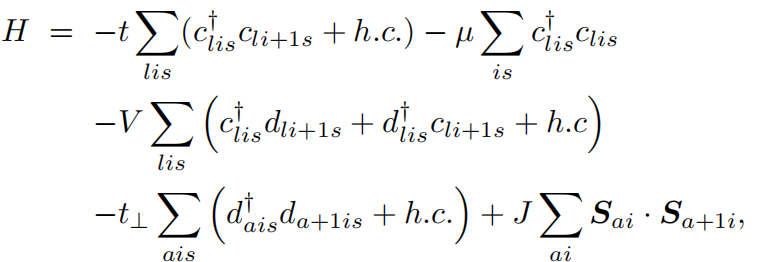 H = −t∑_{lis}(c†_{lis}c_{li+1s} + h.c.) − μ∑_{is} c†_{lis}c_{lis}
−V∑_{lis}(c†_{lis}d_{li+1s} + d†_{lis}c_{li+1s} + h.c)
−t_⊥∑_{ais}(d†_{ais}d_{a+1is} + h.c.) + J∑_{ai} S_{ai} · S_{a+1i},